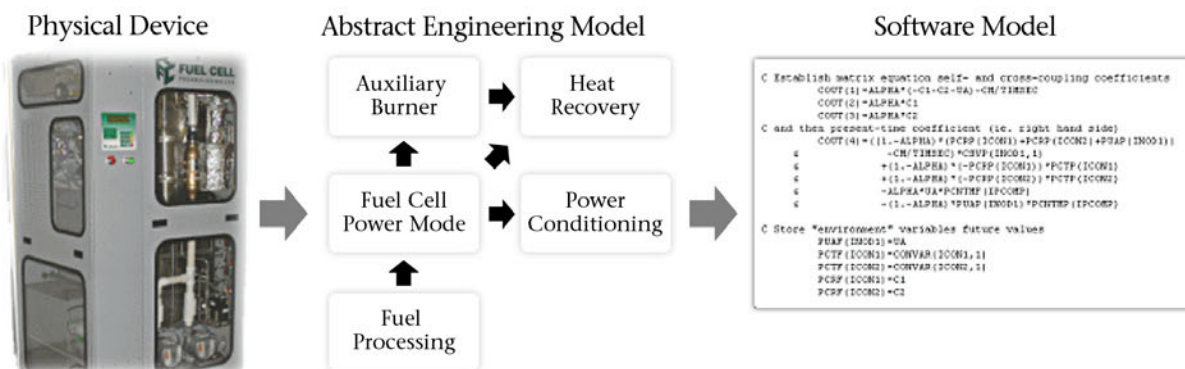 Physical Device
Abstract Engineering Model
Software Model
FUEL CELL
Auxiliary
Burner
Heat
Recovery
Fuel Cell
Power Mode
Power
Conditioning
Fuel
Processing
C Establish matrix equation self- and cross-coupling coefficients
COUT(1)=ALPHA*(-C1-C2-UA)-CM/TIMSEC
COUT(2)=ALPHA*C1
COUT(3)=ALPHA*C2
C and then present-time coefficient (ie. right hand side)
COUT(4)=((1.-ALPHA)*(PCRP(ICON1)+PCRP(ICON2)+PUAP(INOD1))
& -CM/TIMSEC)*CSVP(INOD1,1)
& +(1.-ALPHA)*(-PCRP(ICON1))*PCTP(ICON1)
& +(1.-ALPHA)*(-PCRP(ICON2))*PCTP(ICON2)
& -ALPHA*UA*PCNTMF(IPCOMP)
& -(1.-ALPHA)*PUAP(INOD1)*PCNTMP(IPCOMP)
C Store "environment" variables future values
PUAF(INOD1)=UA
PCTF(ICON1)=CONVAR(ICON1,1)
PCTF(ICON2)=CONVAR(ICON2,1)
PCRF(ICON1)=C1
PCRF(ICON2)=C2